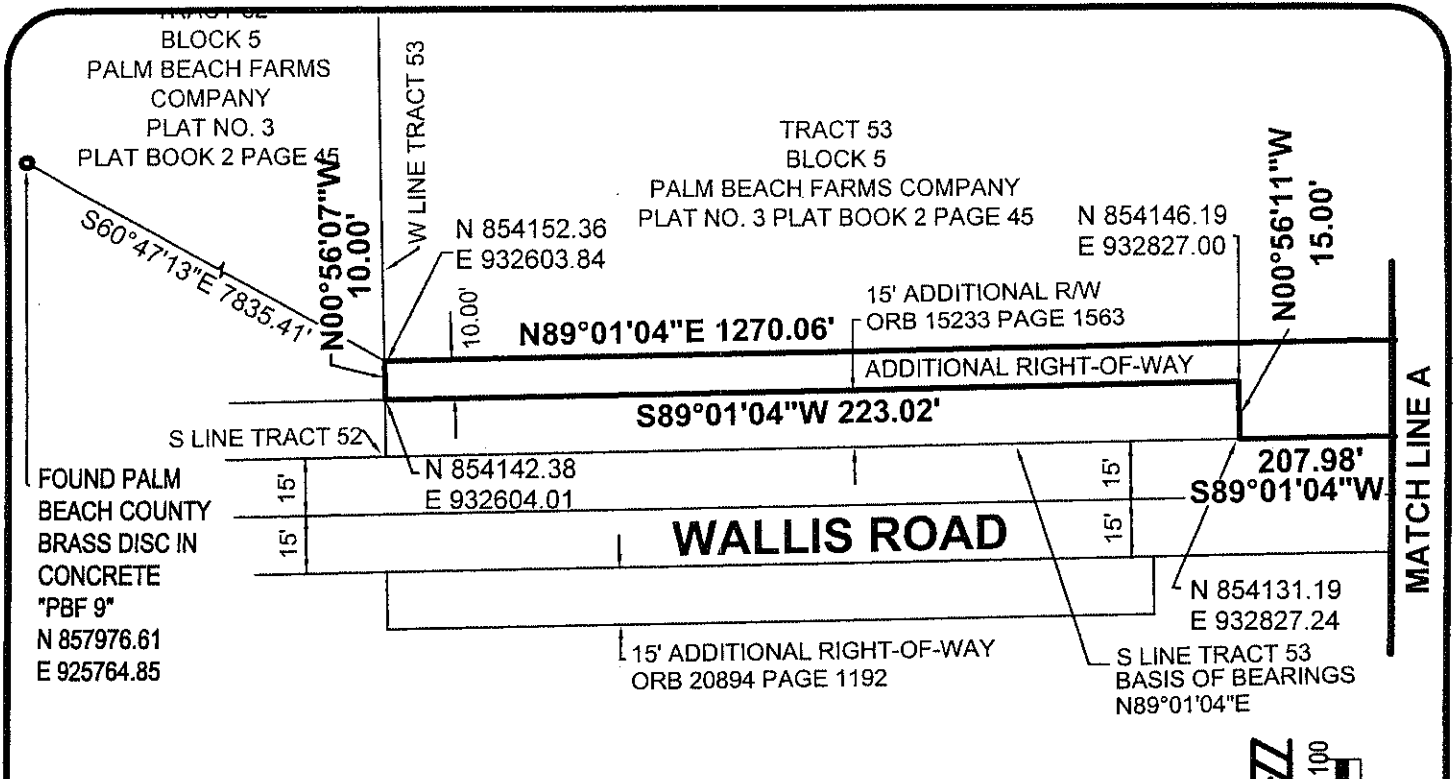 BLOCK 5
PALM BEACH FARMS
COMPANY
PLAT NO. 3
PLAT BOOK 2 PAGE 45
S60°47'13"E 7835.41'
N00°56'07"W
10.00'
W LINE TRACT 53
TRACT 53
BLOCK 5
PALM BEACH FARMS COMPANY
PLAT NO. 3 PLAT BOOK 2 PAGE 45
N 854152.36
E 932603.84
N 854146.19
E 932827.00
N00°56'11"W
15.00'
10.00'
N89°01'04"E 1270.06'
15' ADDITIONAL R/W
ORB 15233 PAGE 1563
ADDITIONAL RIGHT-OF-WAY
S89°01'04"W 223.02'
S LINE TRACT 52
N 854142.38
E 932604.01
207.98'
S89°01'04"W
MATCH LINE A
FOUND PALM
BEACH COUNTY
BRASS DISC IN
CONCRETE
"PBF 9"
N 857976.61
E 925764.85
15'
15'
WALLIS ROAD
15'
15'
N 854131.19
E 932827.24
15' ADDITIONAL RIGHT-OF-WAY
ORB 20894 PAGE 1192
S LINE TRACT 53
BASIS OF BEARINGS
N89°01'04"E
100